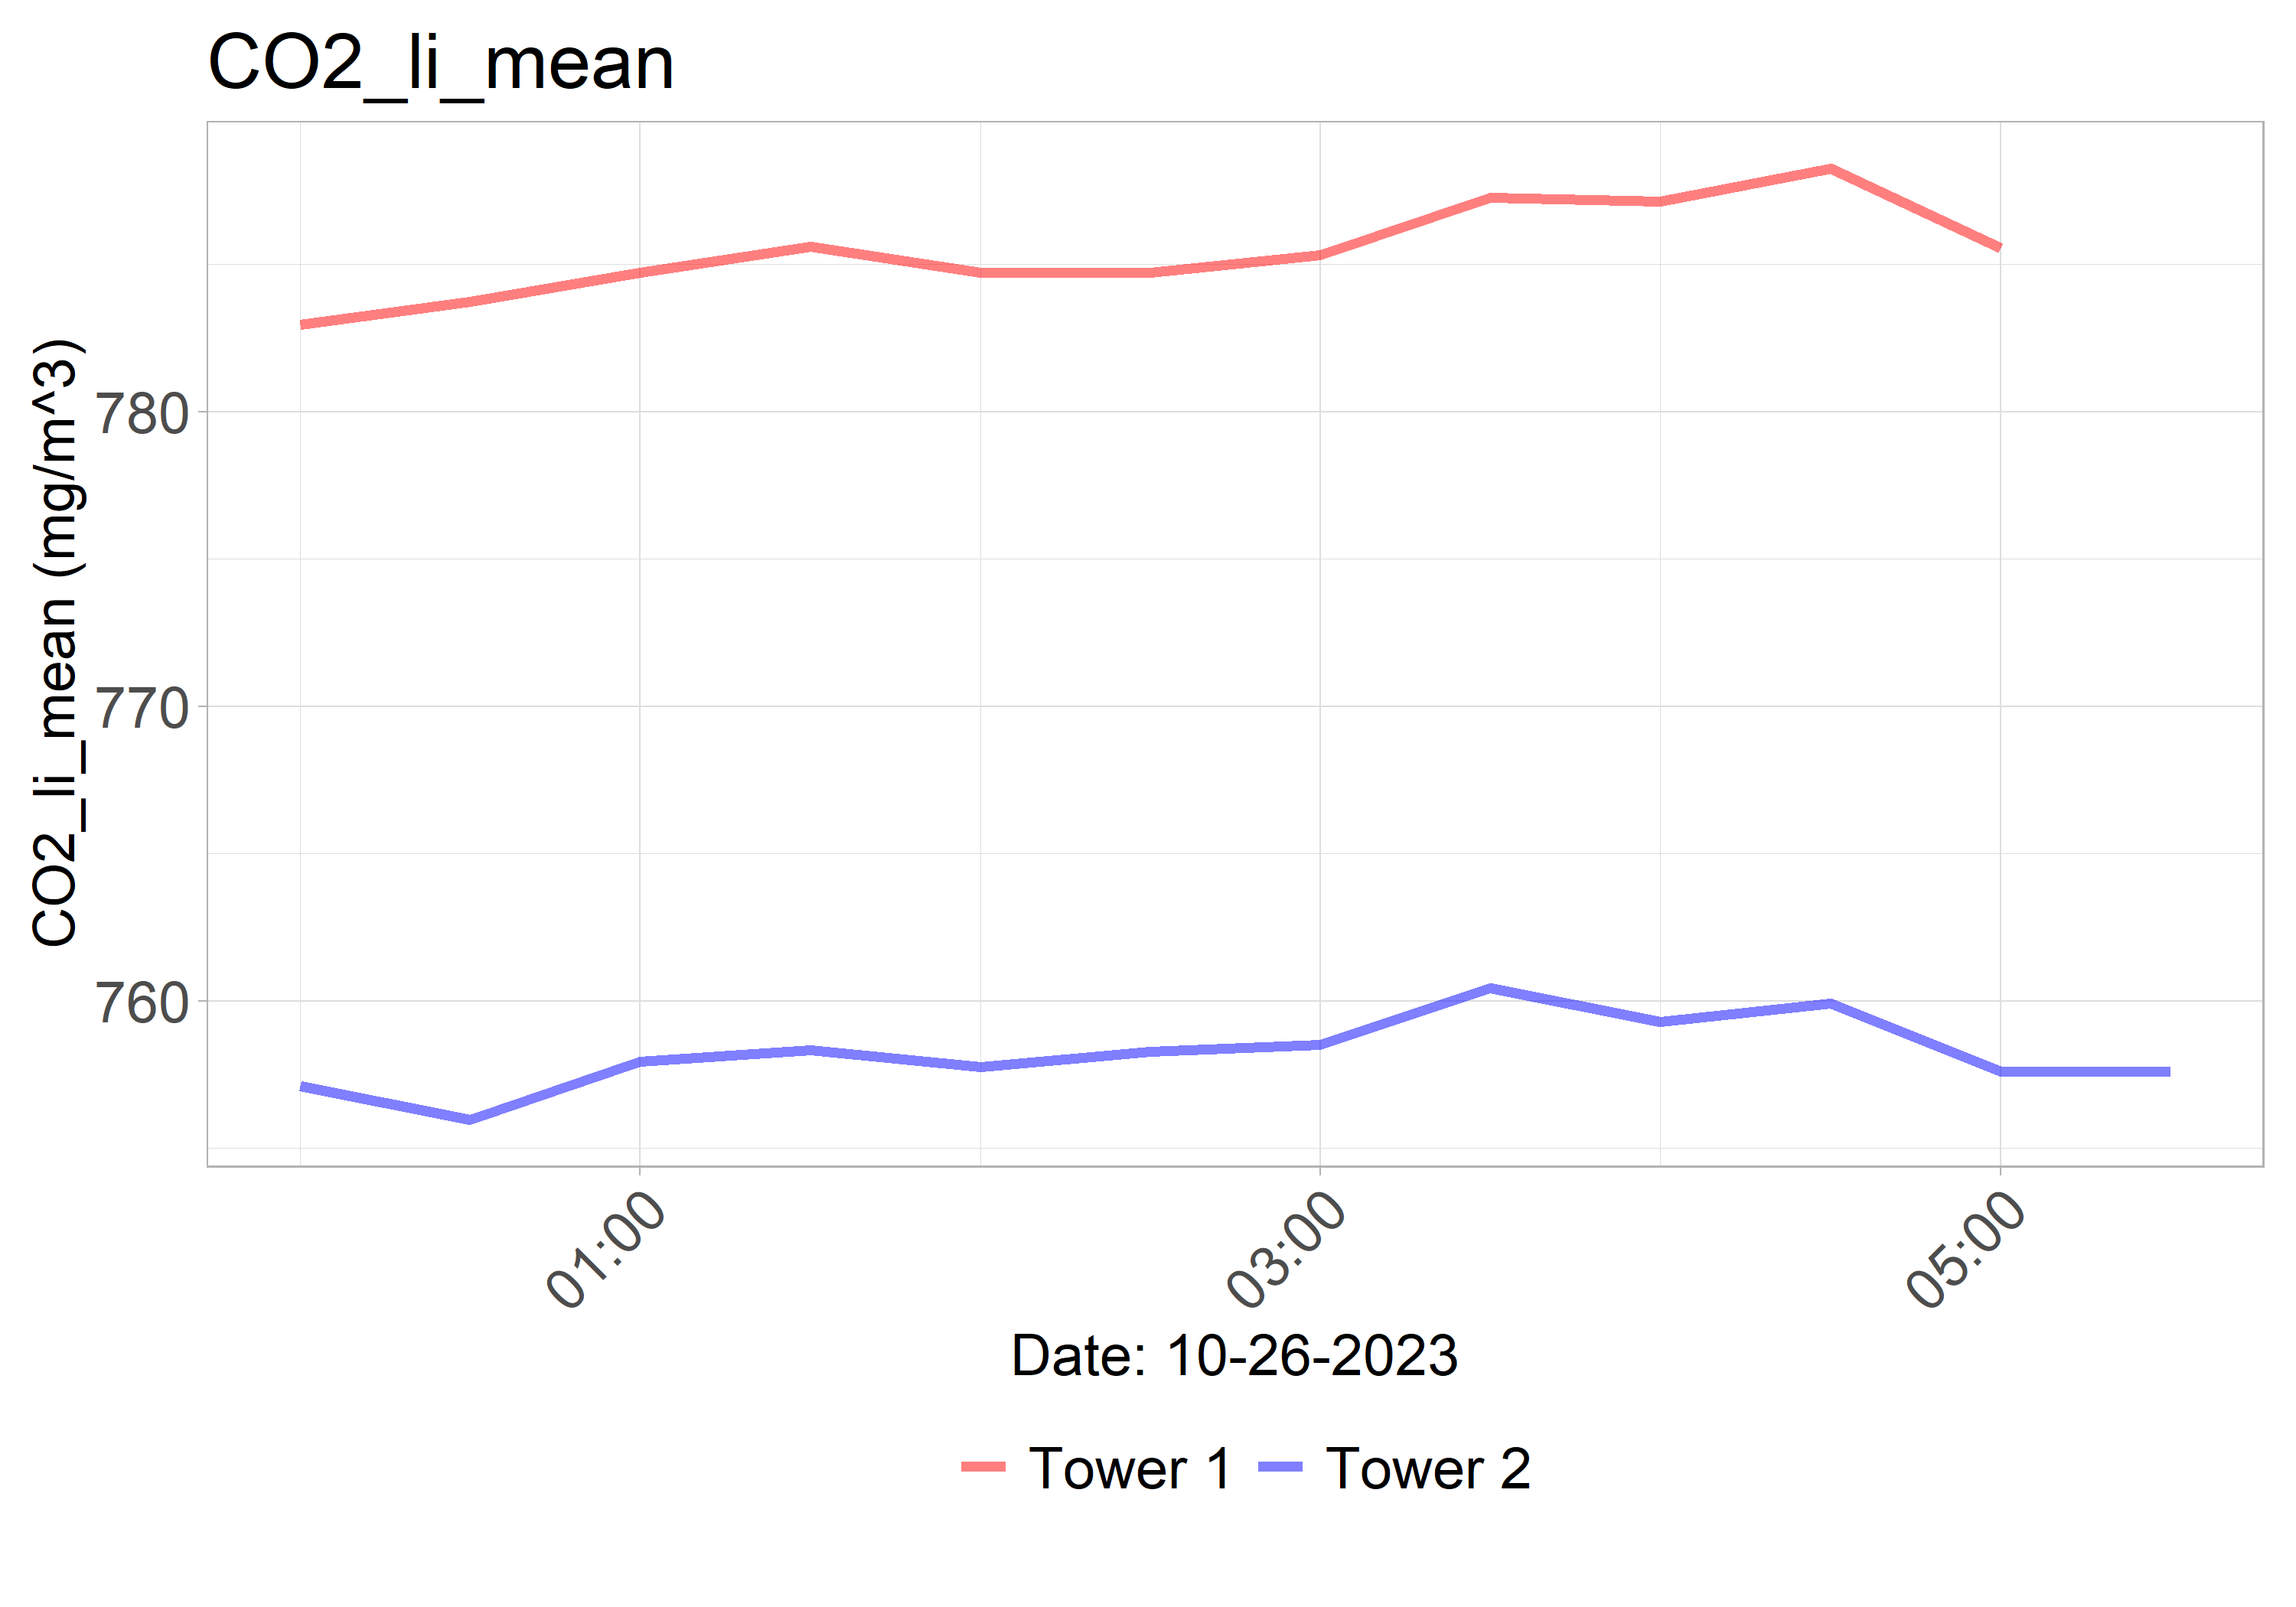 CO2_li_mean
CO2_li_mean (mg/m^3)
780
770
760
01:00
03:00
05:00
Date: 10-26-2023
Tower 1
Tower 2